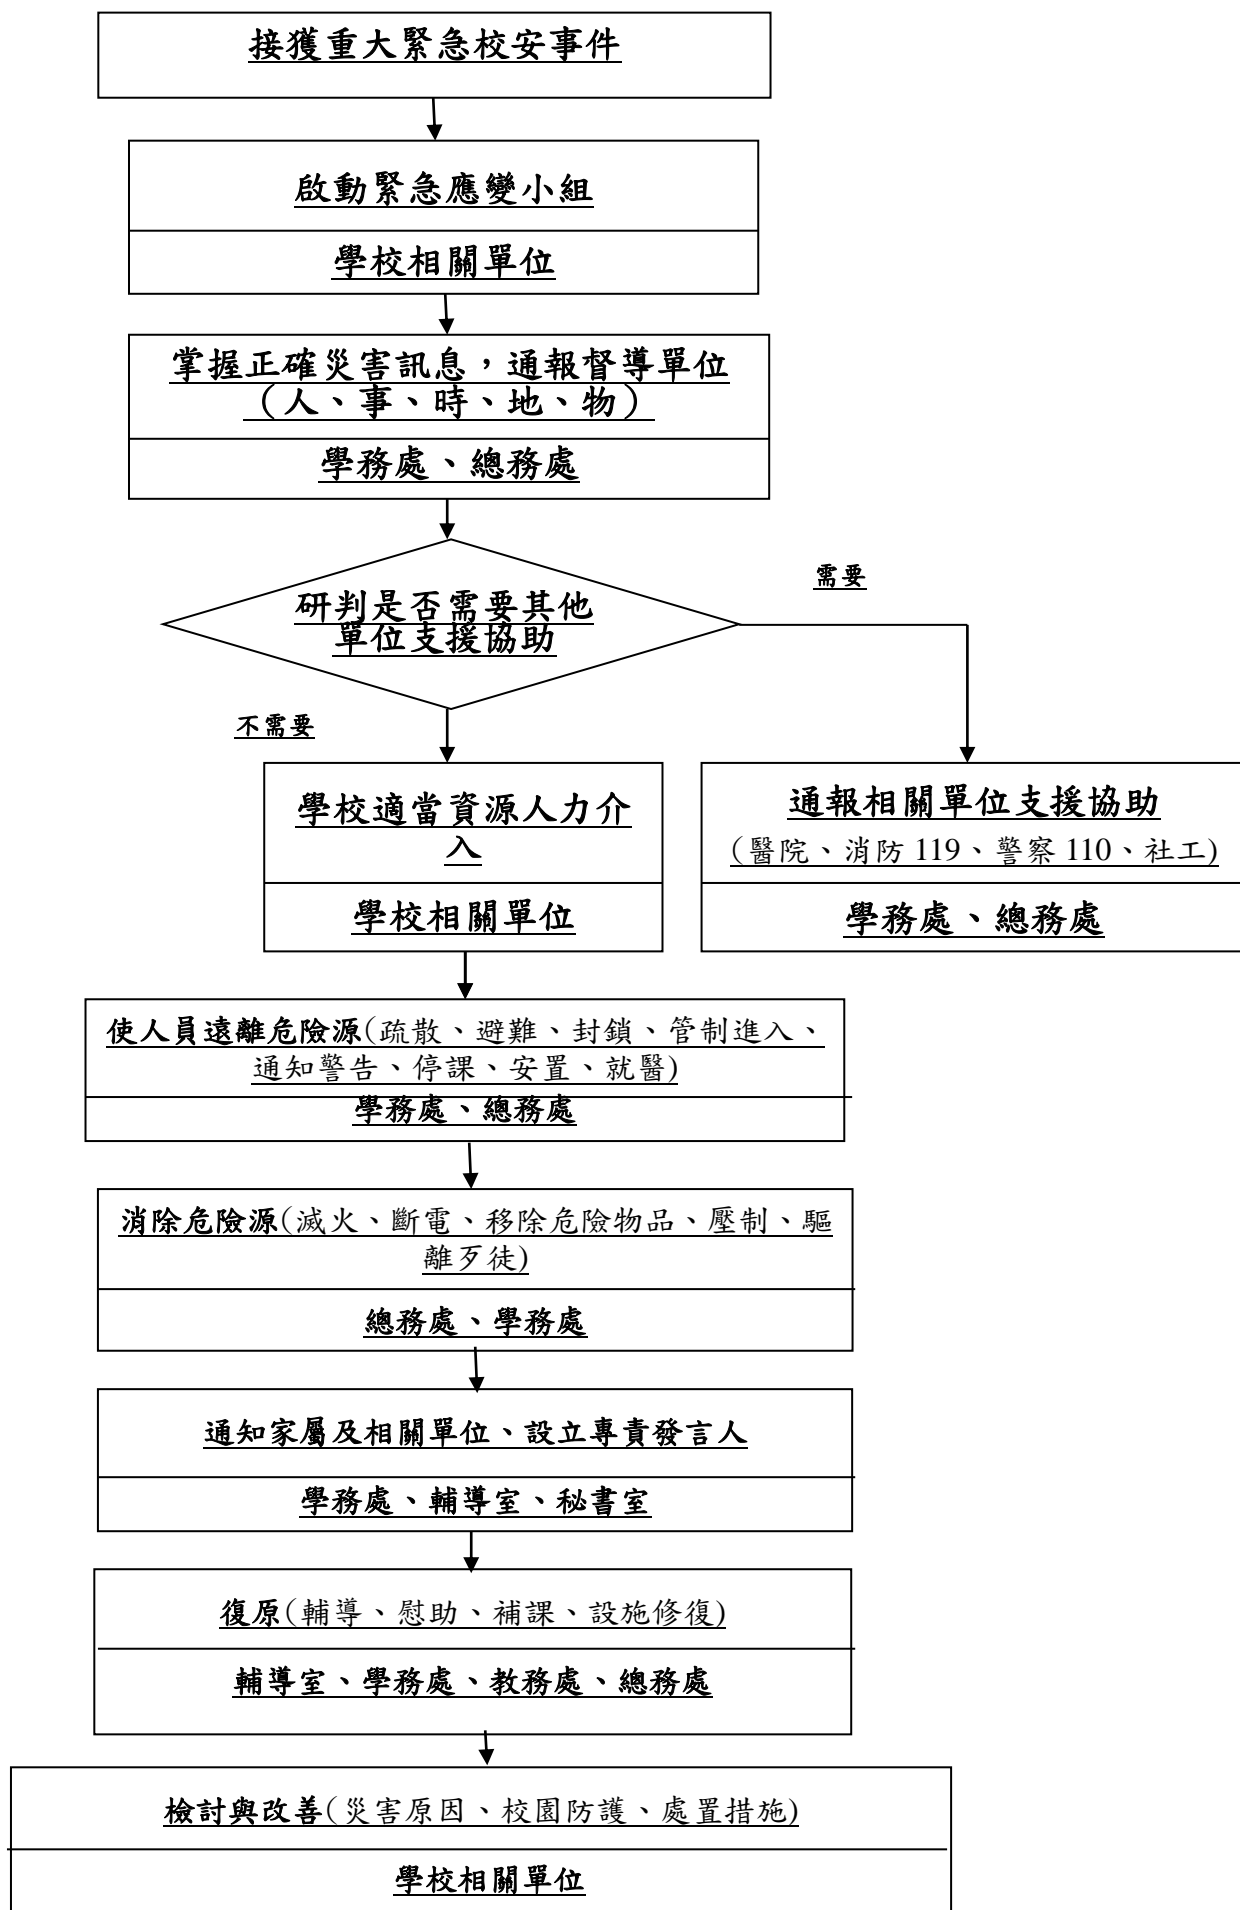 接獲重大緊急校安事件
啟動緊急應變小組
學校相關單位
掌握正確災害訊息，通報督導單位
（人、事、時、地、物）
學務處、總務處
需要
研判是否需要其他
單位支援協助
不需要
學校適當資源人力介
入
學校相關單位
通報相關單位支援協助
(醫院、消防 119、警察 110、社工)
學務處、總務處
使人員遠離危險源(疏散、避難、封鎖、管制進入、
通知警告、停課、安置、就醫)
學務處、總務處
消除危險源(滅火、斷電、移除危險物品、壓制、驅
離歹徒)
總務處、學務處
通知家屬及相關單位、設立專責發言人
學務處、輔導室、秘書室
復原(輔導、慰助、補課、設施修復)
輔導室、學務處、教務處、總務處
檢討與改善(災害原因、校園防護、處置措施)
學校相關單位